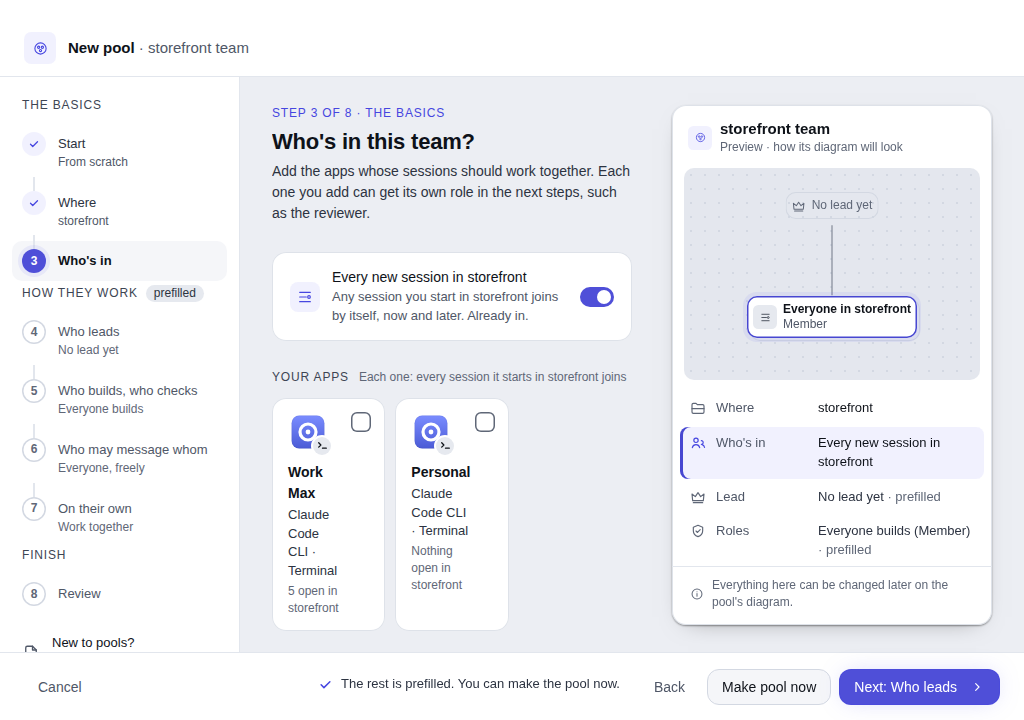 New pool · storefront team
THE BASICS
Start
From scratch
Where
storefront
3 Who's in
HOW THEY WORK prefilled
4 Who leads
No lead yet
5 Who builds, who checks
Everyone builds
6 Who may message whom
Everyone, freely
7 On their own
Work together
FINISH
8 Review
New to pools?
STEP 3 OF 8 · THE BASICS
Who's in this team?
Add the apps whose sessions should work together. Each
one you add can get its own role in the next steps, such
as the reviewer.
Every new session in storefront
Any session you start in storefront joins
by itself, now and later. Already in.
YOUR APPS Each one: every session it starts in storefront joins
Work
Max
Claude
Code
CLI ·
Terminal
5 open in
storefront
Personal
Claude
Code CLI
· Terminal
Nothing
open in
storefront
storefront team
Preview · how its diagram will look
No lead yet
Everyone in storefront
Member
Where storefront
Who's in Every new session in
storefront
Lead No lead yet · prefilled
Roles Everyone builds (Member)
· prefilled
Everything here can be changed later on the
pool's diagram.
Cancel
The rest is prefilled. You can make the pool now.
Back
Make pool now
Next: Who leads